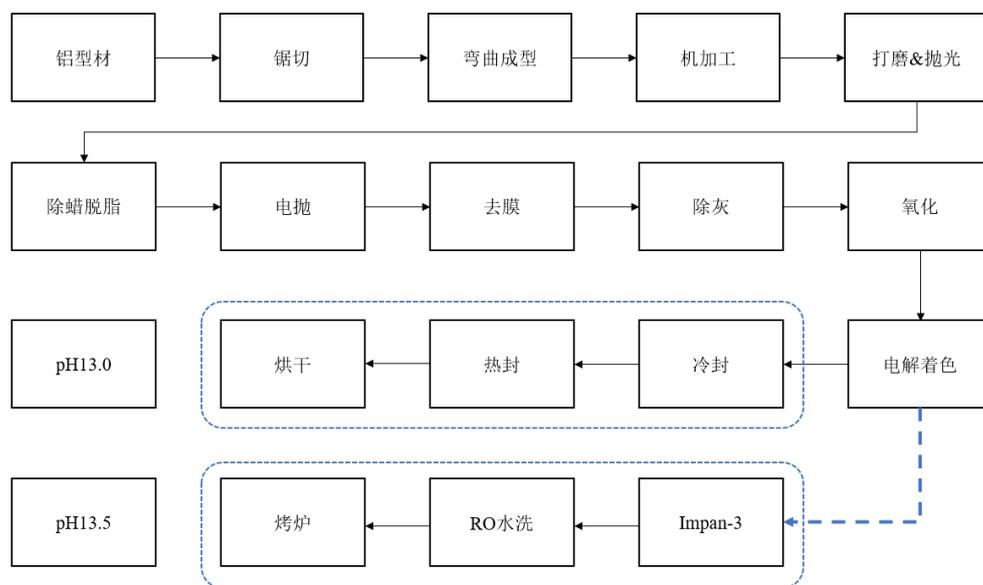 铝型材
锯切
弯曲成型
机加工
打磨&抛光
除蜡脱脂
电抛
去膜
除灰
氧化
pH13.0
烘干
热封
冷封
电解着色
pH13.5
烤炉
RO水洗
Impan-3